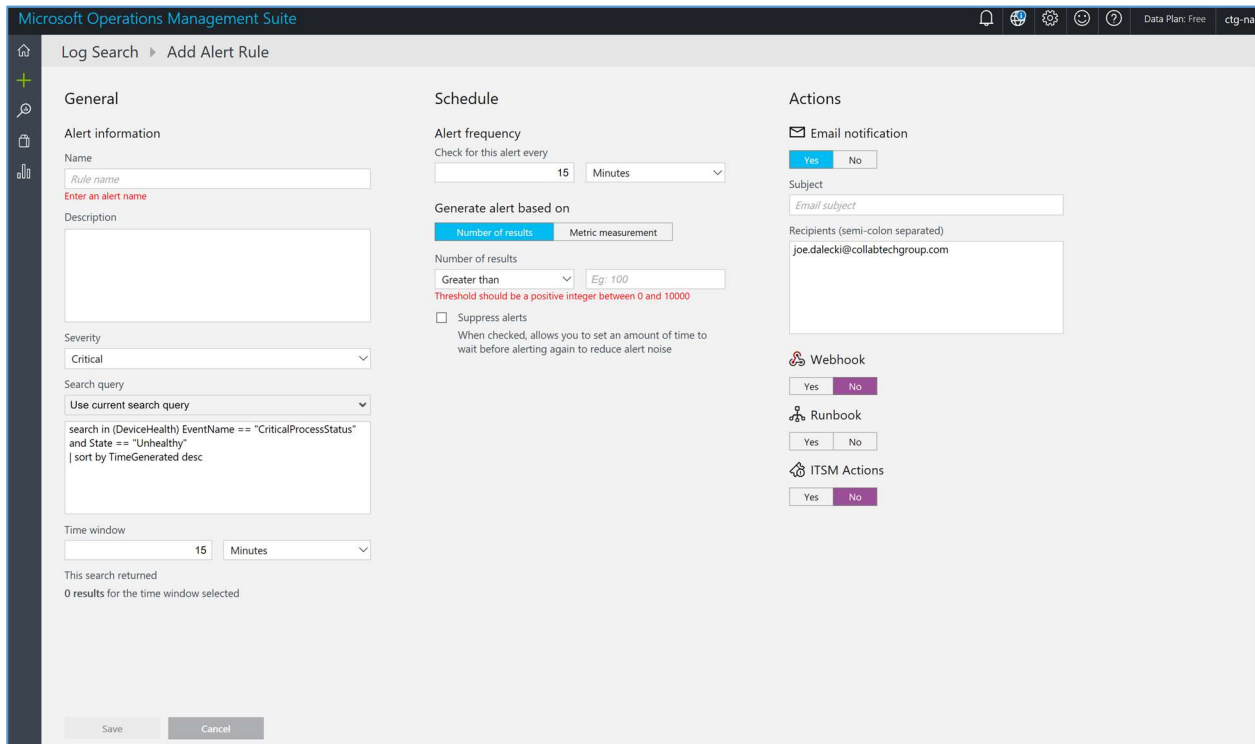 Microsoft Operations Management Suite
Data Plan: Free
ctg-na
Log Search
Add Alert Rule
General
Alert information
Name
Rule name
Enter an alert name
Description
Severity
Critical
Search query
Use current search query
search in (DeviceHealth) EventName == "CriticalProcessStatus"
and State == "Unhealthy"
| sort by TimeGenerated desc
Time window
15
Minutes
This search returned
0 results for the time window selected
Save
Cancel
Schedule
Alert frequency
Check for this alert every
15
Minutes
Generate alert based on
Number of results
Metric measurement
Number of results
Greater than
Eg: 100
Threshold should be a positive integer between 0 and 10000
Suppress alerts
When checked, allows you to set an amount of time to
wait before alerting again to reduce alert noise
Actions
Email notification
Yes
No
Subject
Email subject
Recipients (semi-colon separated)
joe.dalecki@collabtechgroup.com
Webhook
Yes
No
Runbook
Yes
No
ITSM Actions
Yes
No